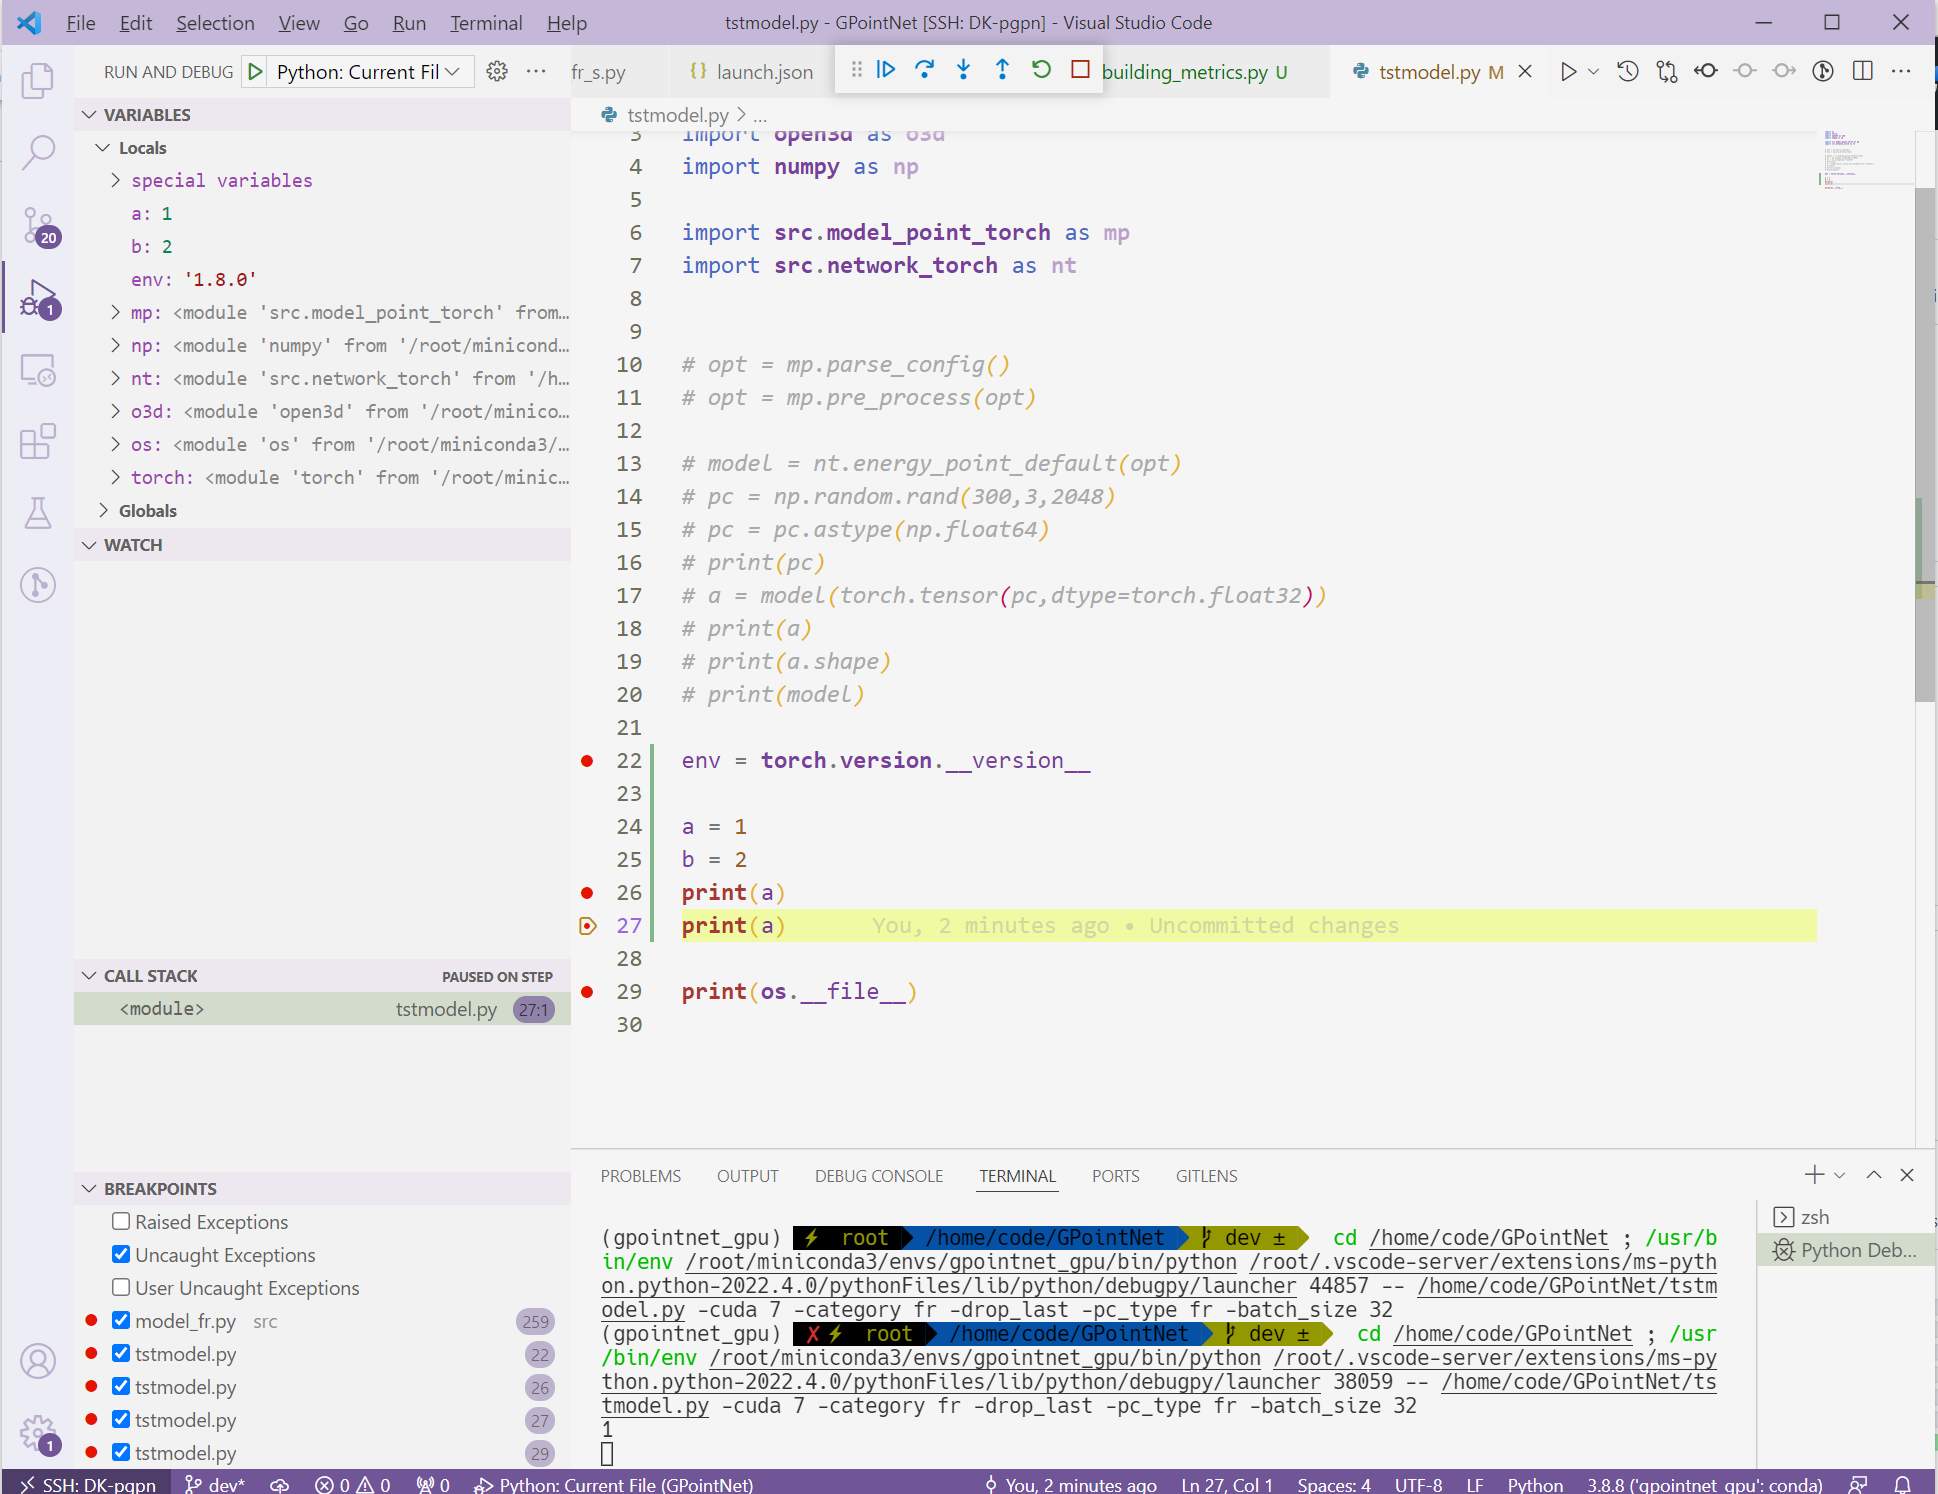 File Edit Selection View Go Run Terminal Help
tstmodel.py - GPointNet [SSH: DK-pgpn] - Visual Studio Code
RUN AND DEBUG Python: Current Fil ···
fr_s.py {} launch.json building_metrics.py U tstmodel.py M
tstmodel.py > ...
VARIABLES
Locals
special variables
a: 1
b: 2
env: '1.8.0'
mp: <module 'src.model_point_torch' from…
np: <module 'numpy' from '/root/minicond…
nt: <module 'src.network_torch' from '/h…
o3d: <module 'open3d' from '/root/minico…
os: <module 'os' from '/root/miniconda3/…
torch: <module 'torch' from '/root/minic…
Globals
WATCH
20
1
CALL STACK PAUSED ON STEP
<module> tstmodel.py 27:1
BREAKPOINTS
Raised Exceptions
Uncaught Exceptions
User Uncaught Exceptions
model_fr.py src 259
tstmodel.py 22
tstmodel.py 26
tstmodel.py 27
tstmodel.py 29
1
3 import open3d as o3d
4 import numpy as np
5
6 import src.model_point_torch as mp
7 import src.network_torch as nt
8
9
10 # opt = mp.parse_config()
11 # opt = mp.pre_process(opt)
12
13 # model = nt.energy_point_default(opt)
14 # pc = np.random.rand(300,3,2048)
15 # pc = pc.astype(np.float64)
16 # print(pc)
17 # a = model(torch.tensor(pc,dtype=torch.float32))
18 # print(a)
19 # print(a.shape)
20 # print(model)
21
22 env = torch.version.__version__
23
24 a = 1
25 b = 2
26 print(a)
27 print(a) You, 2 minutes ago • Uncommitted changes
28
29 print(os.__file__)
30
PROBLEMS OUTPUT DEBUG CONSOLE TERMINAL PORTS GITLENS
(gpointnet_gpu) ⚡ root /home/code/GPointNet dev ± cd /home/code/GPointNet ; /usr/b
in/env /root/miniconda3/envs/gpointnet_gpu/bin/python /root/.vscode-server/extensions/ms-pyth
on.python-2022.4.0/pythonFiles/lib/python/debugpy/launcher 44857 -- /home/code/GPointNet/tstm
odel.py -cuda 7 -category fr -drop_last -pc_type fr -batch_size 32
(gpointnet_gpu) ✗⚡ root /home/code/GPointNet dev ± cd /home/code/GPointNet ; /usr
/bin/env /root/miniconda3/envs/gpointnet_gpu/bin/python /root/.vscode-server/extensions/ms-py
thon.python-2022.4.0/pythonFiles/lib/python/debugpy/launcher 38059 -- /home/code/GPointNet/ts
tmodel.py -cuda 7 -category fr -drop_last -pc_type fr -batch_size 32
1
zsh
Python Deb…
SSH: DK-pgpn dev* 0 0 0 Python: Current File (GPointNet) You, 2 minutes ago Ln 27, Col 1 Spaces: 4 UTF-8 LF Python 3.8.8 ('gpointnet_gpu': conda)